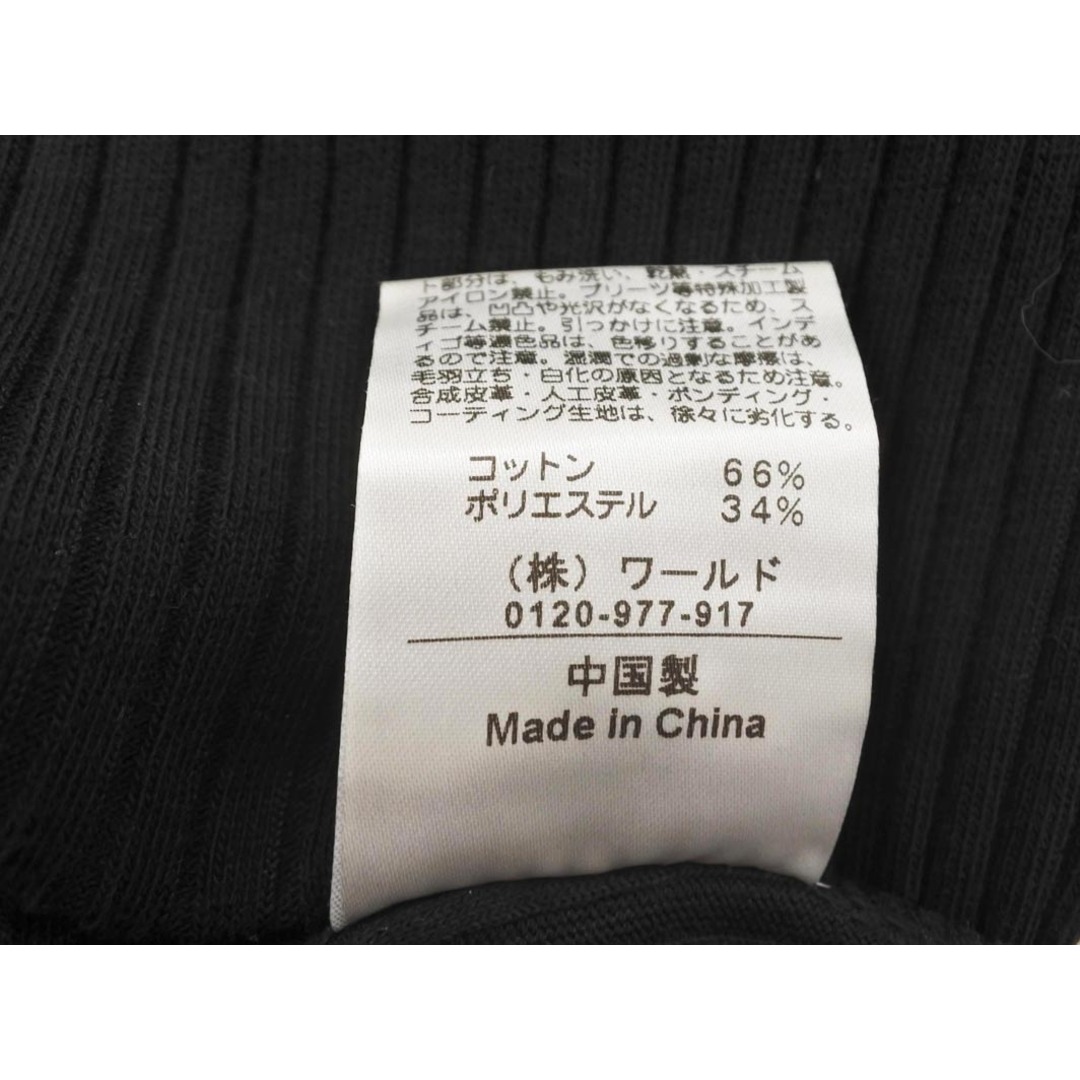 ト部分は、もみ洗い、乾熱・スチーム
アイロン禁止。プリーツ等特殊加工製
品は、凹凸や光沢がなくなるため、ス
チーム禁止。引っかけに注意。インデ
ィゴ等濃色品は、色移りすることがあ
るので注意。湿潤での過剰な摩擦は、
毛羽立ち・白化の原因となるため注意。
合成皮革・人工皮革・ボンディング・
コーティング生地は、徐々に劣化する。
コットン 66%
ポリエステル 34%
(株)ワールド
0120-977-917
中国製
Made in China